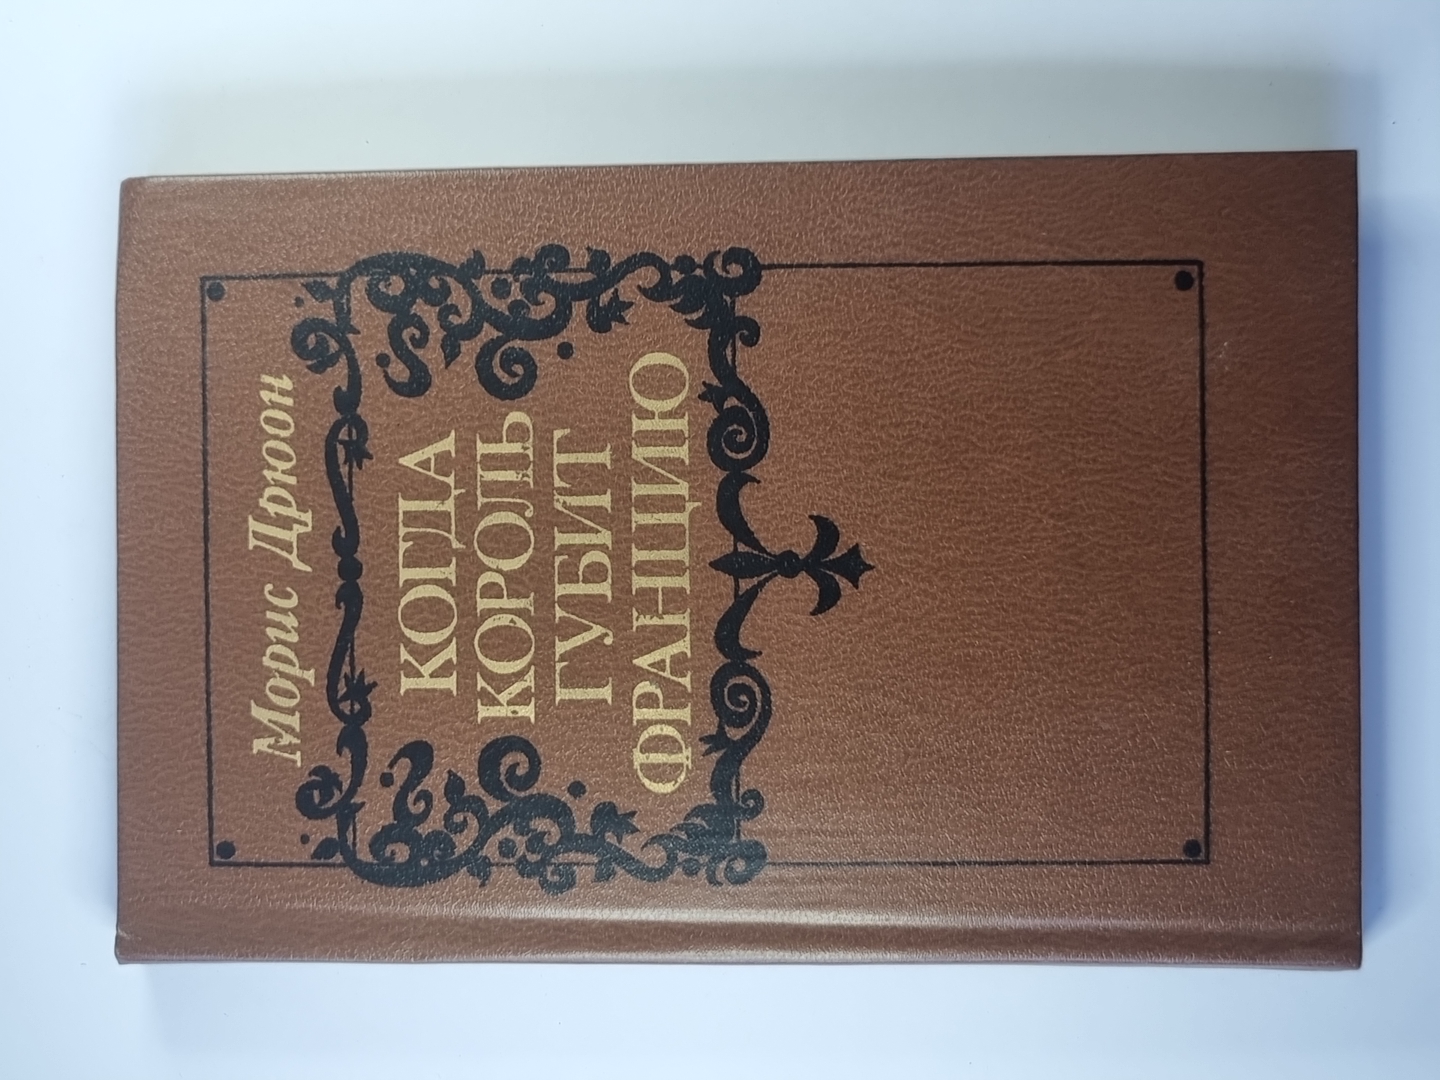 Морис Дрюон
КОГДА
КОРОЛЬ
ГУБИТ
ФРАНЦИЮ